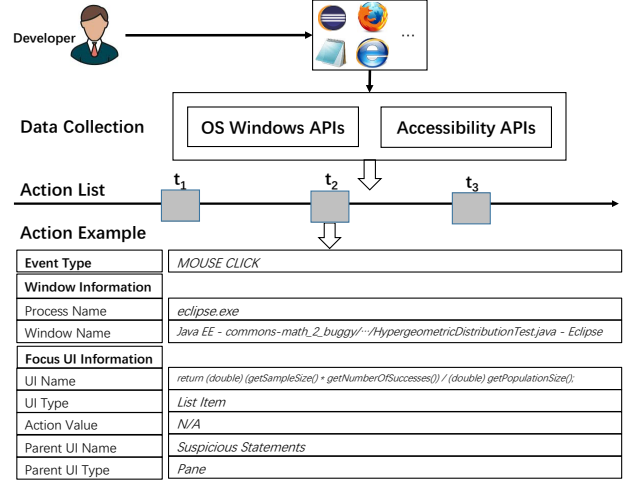 Developer
...
Data Collection
OS Windows APIs
Accessibility APIs
Action List
t1
t2
t3
Action Example
Event Type MOUSE CLICK
Window Information
Process Name eclipse.exe
Window Name Java EE - commons-math_2_buggy/···/HypergeometricDistributionTest.java - Eclipse
Focus UI Information
UI Name return (double) (getSampleSize() * getNumberOfSuccesses()) / (double) getPopulationSize();
UI Type List Item
Action Value N/A
Parent UI Name Suspicious Statements
Parent UI Type Pane